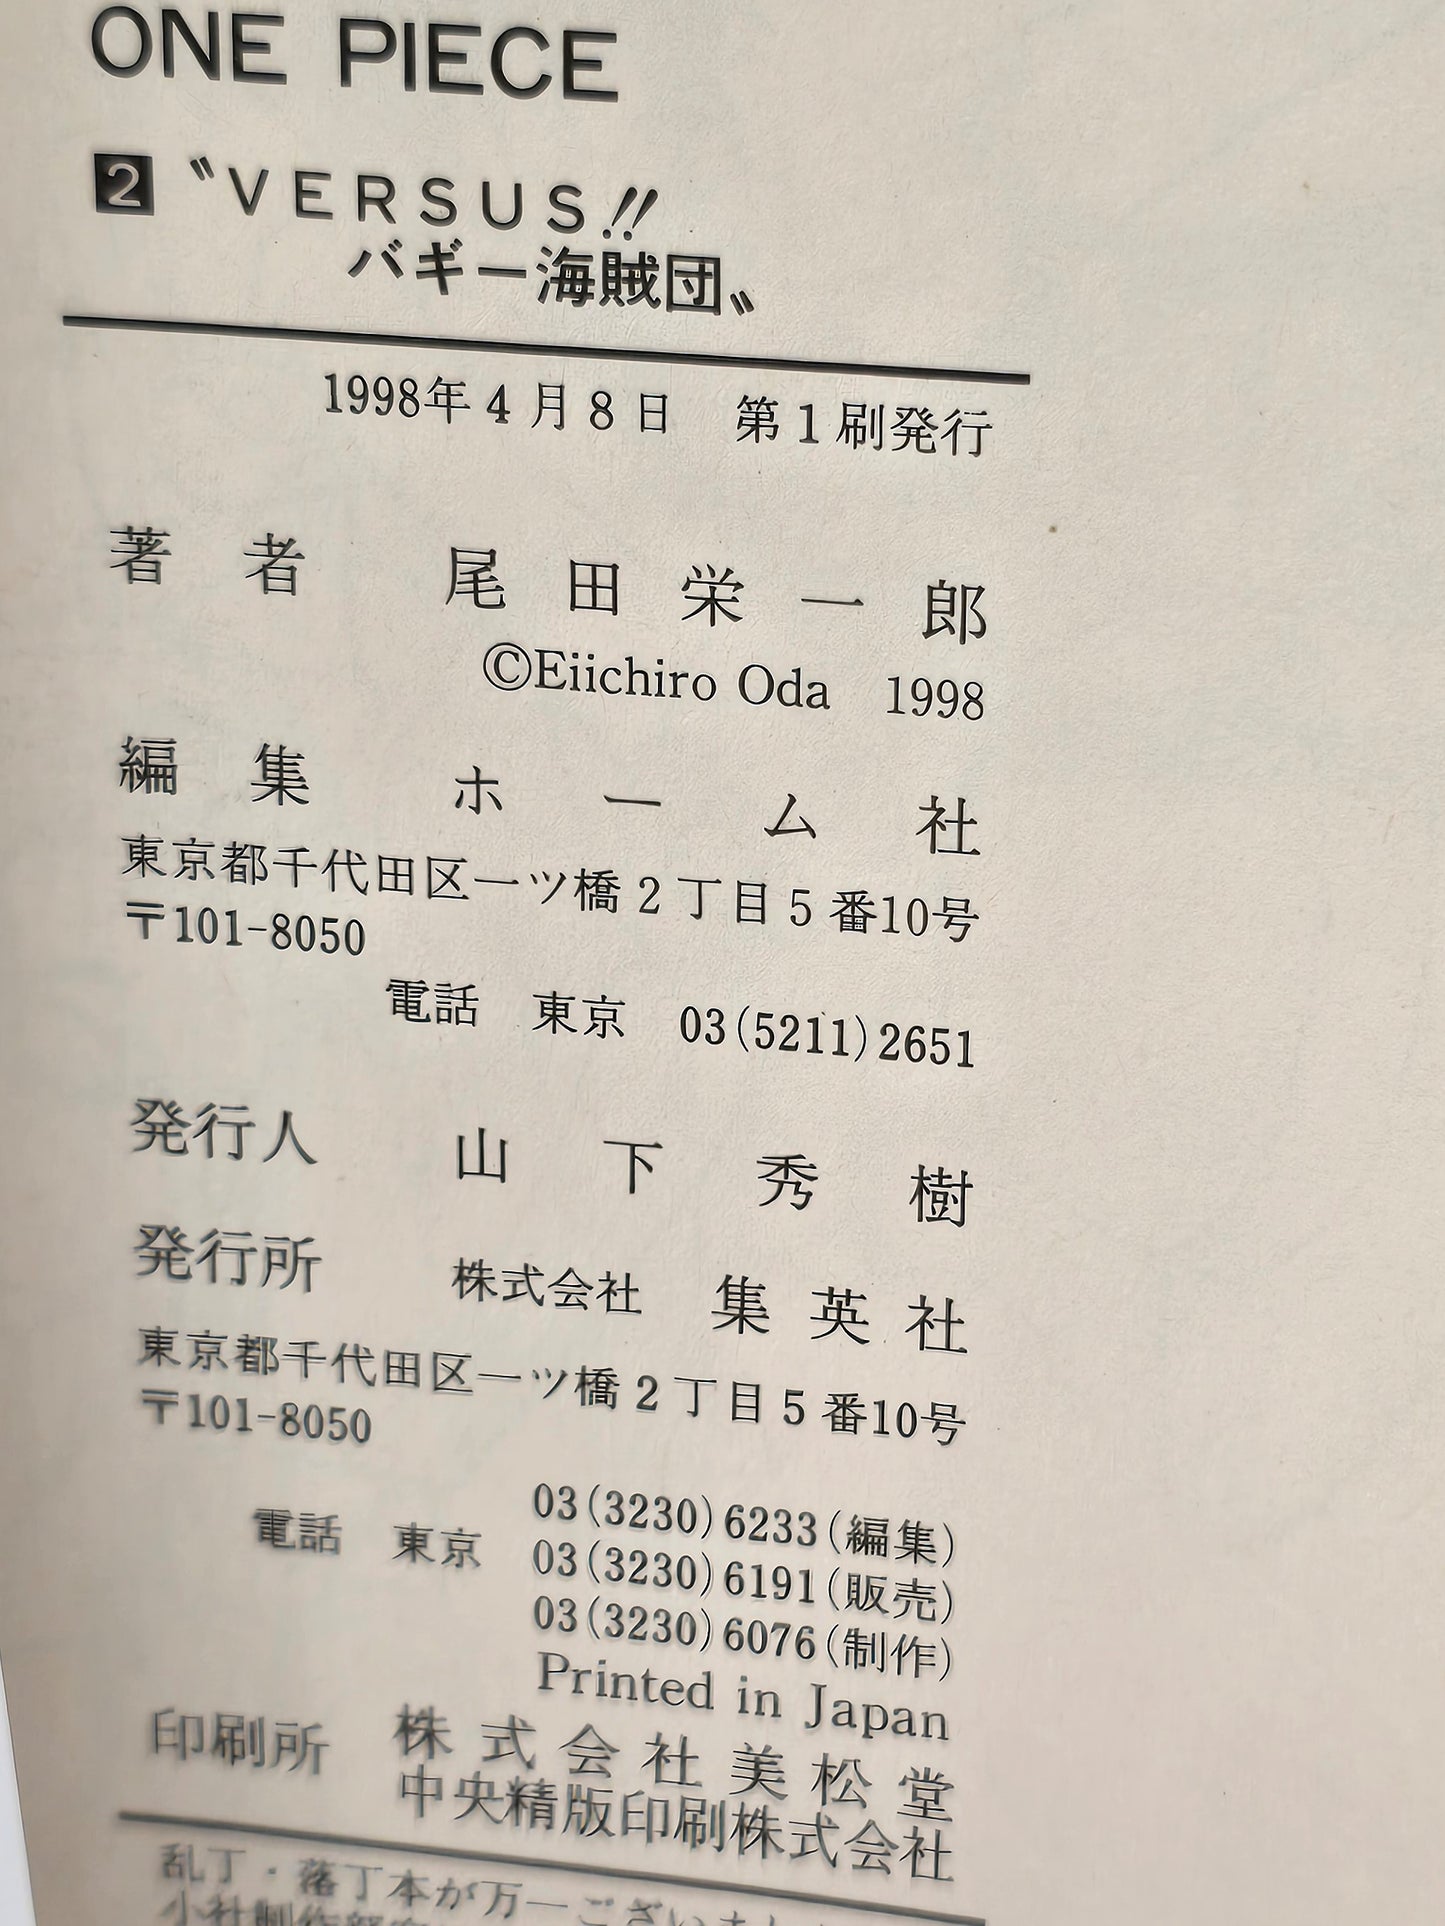 ONE PIECE
2 〝VERSUS!!
バギー海賊団〟
1998年4月8日 第1刷発行
著者 尾田栄一郎
©Eiichiro Oda 1998
編集 ホーム社
東京都千代田区一ツ橋2丁目5番10号
〒101-8050
電話 東京 03(5211)2651
発行人 山下秀樹
発行所 株式会社 集英社
東京都千代田区一ツ橋2丁目5番10号
〒101-8050
03(3230)6233(編集)
電話 東京 03(3230)6191(販売)
03(3230)6076(制作)
Printed in Japan
印刷所 株式会社美松堂
中央精版印刷株式会社
乱丁・落丁本が万一ござい
小社制作部